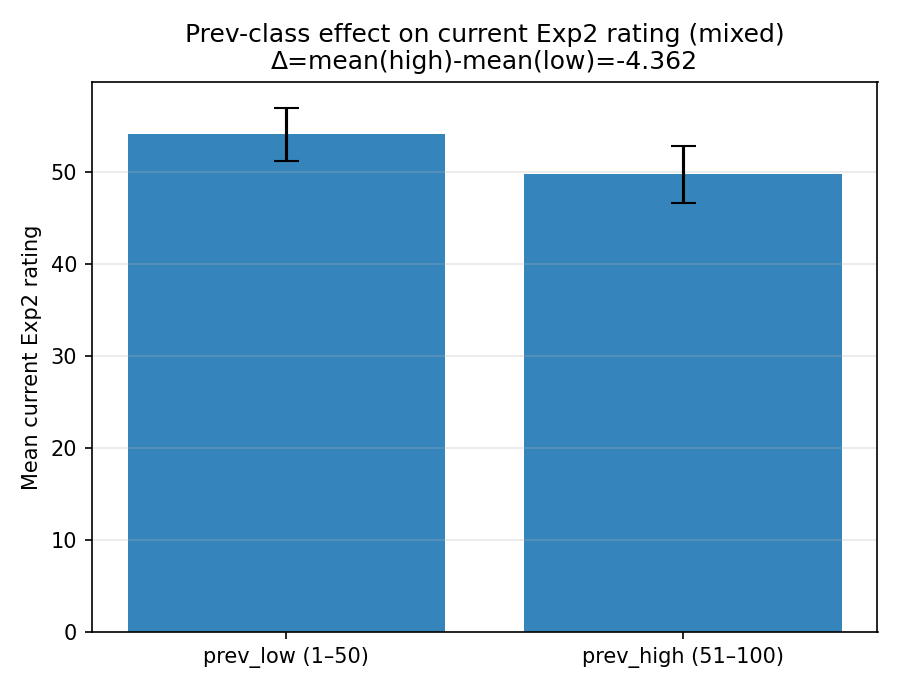 Prev-class effect on current Exp2 rating (mixed)
Δ=mean(high)-mean(low)=-4.362
Mean current Exp2 rating
50
40
30
20
10
0
prev_low (1–50)
prev_high (51–100)